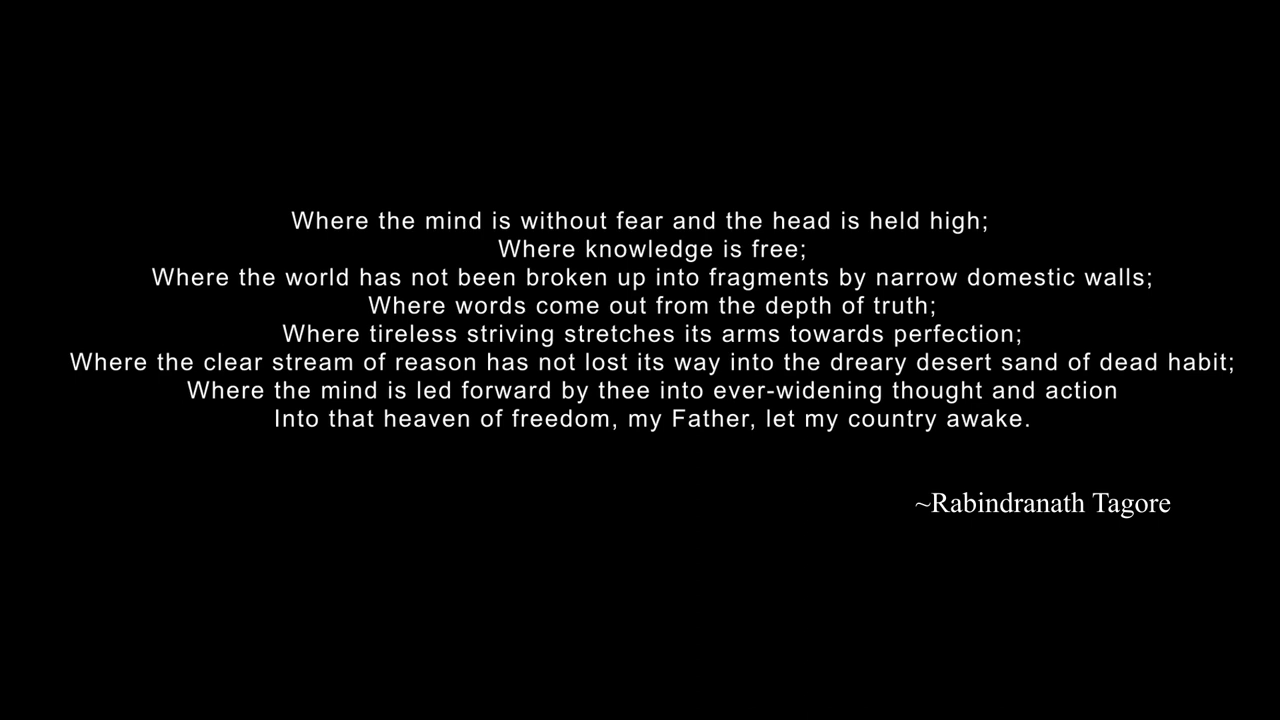 Where the mind is without fear and the head is held high;
Where knowledge is free;
Where the world has not been broken up into fragments by narrow domestic walls;
Where words come out from the depth of truth;
Where tireless striving stretches its arms towards perfection;
Where the clear stream of reason has not lost its way into the dreary desert sand of dead habit;
Where the mind is led forward by thee into ever-widening thought and action
Into that heaven of freedom, my Father, let my country awake.
~Rabindranath Tagore